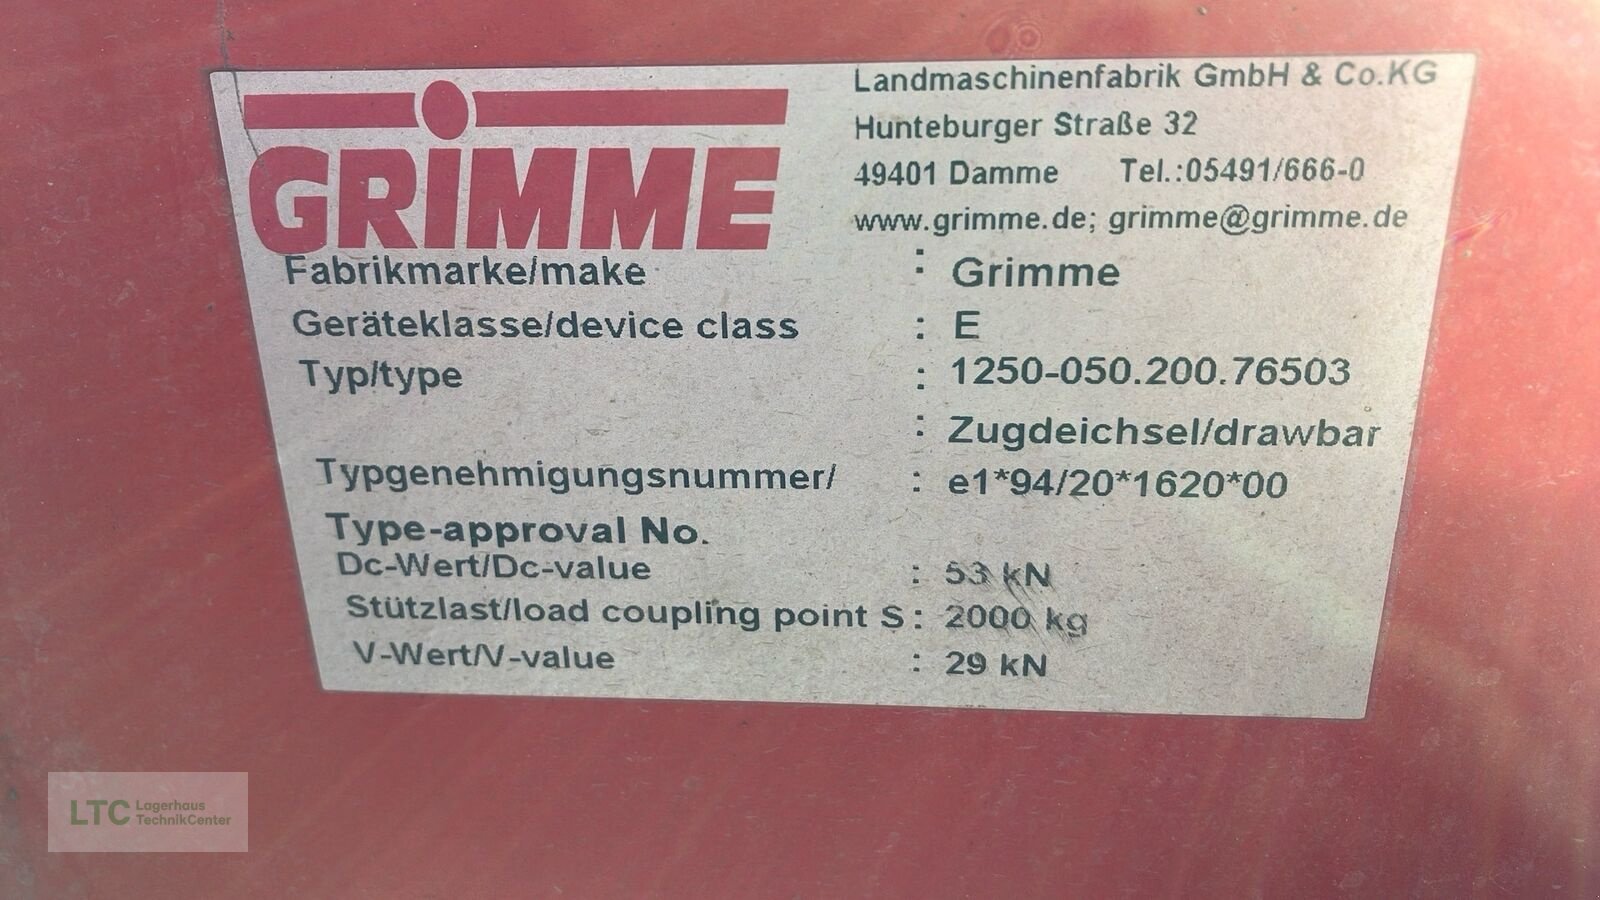 GRIMME
Landmaschinenfabrik GmbH & Co.KG
Hunteburger Straße 32
49401 Damme Tel.:05491/666-0
www.grimme.de; grimme@grimme.de
Fabrikmarke/make : Grimme
Geräteklasse/device class : E
Typ/type : 1250-050.200.76503
: Zugdeichsel/drawbar
Typgenehmigungsnummer/ : e1*94/20*1620*00
Type-approval No.
Dc-Wert/Dc-value : 53 kN
Stützlast/load coupling point S : 2000 kg
V-Wert/V-value : 29 kN
LTC Lagerhaus
TechnikCenter